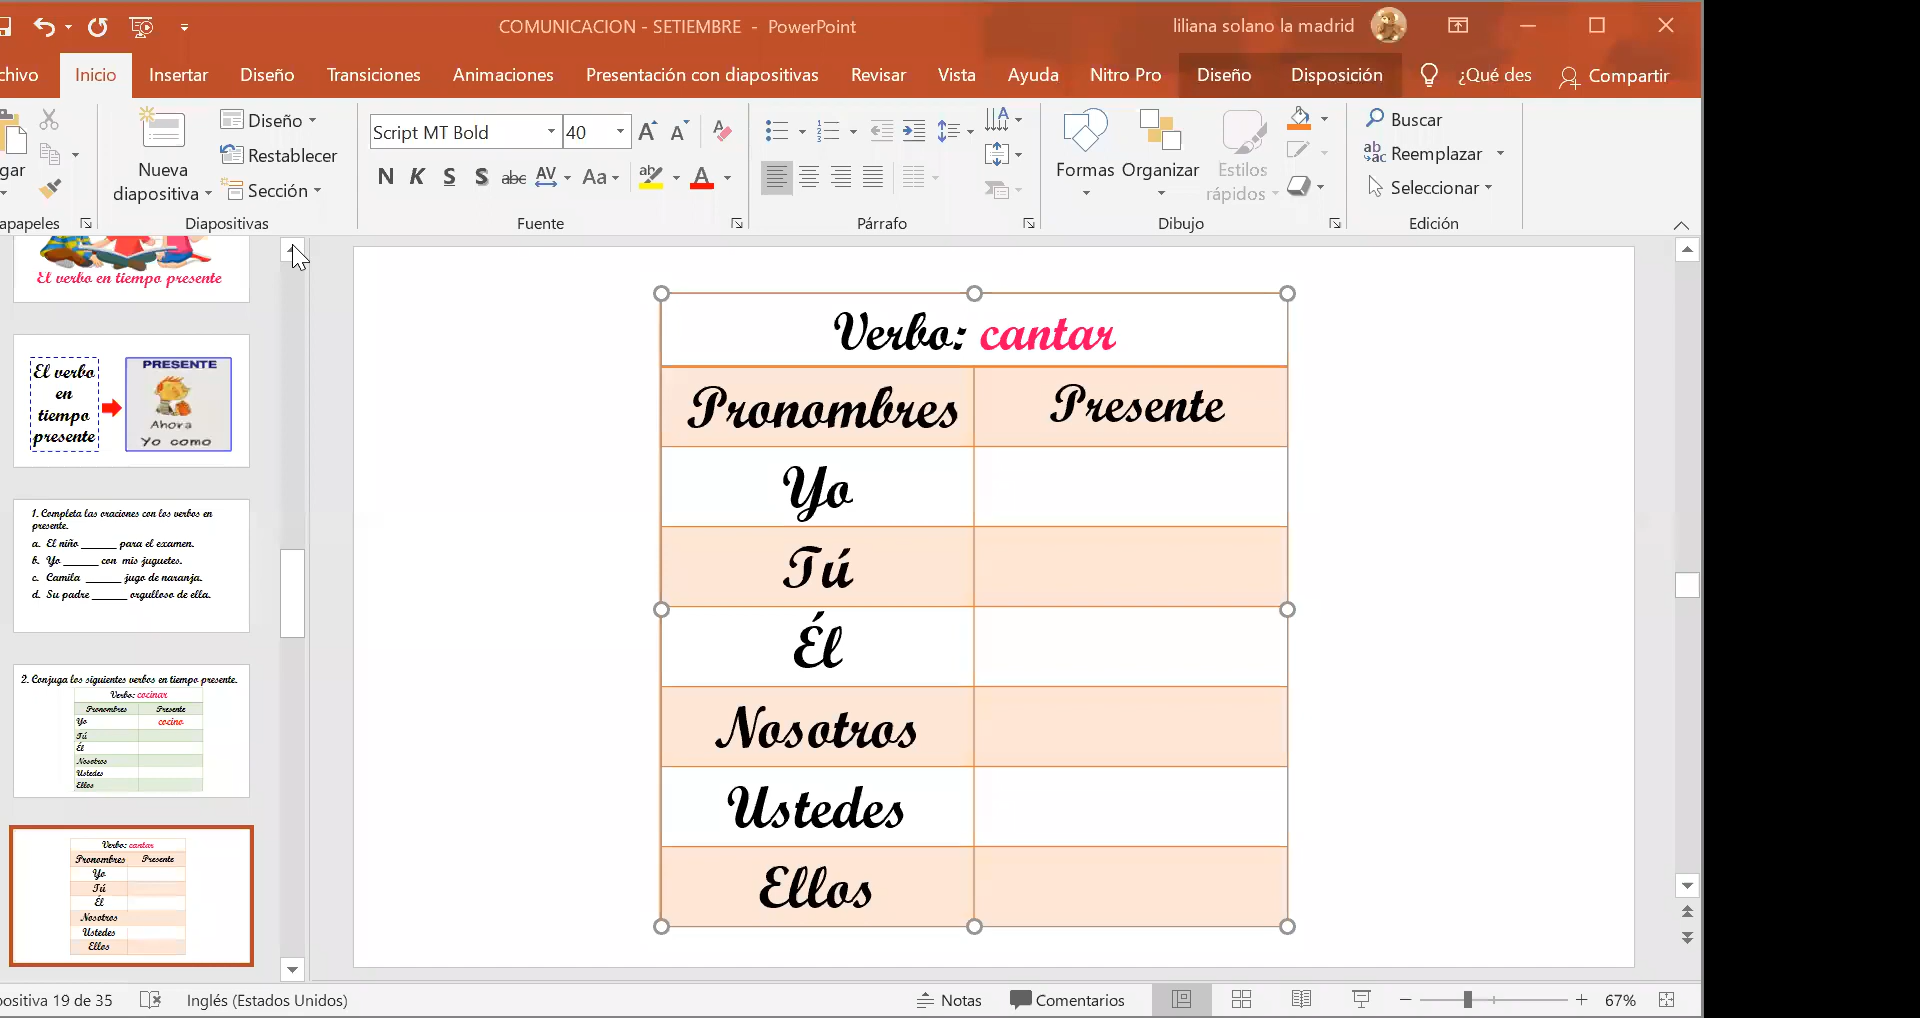 COMUNICACION - SETIEMBRE - PowerPoint
liliana solano la madrid
chivo Inicio Insertar Diseño Transiciones Animaciones Presentación con diapositivas Revisar Vista Ayuda Nitro Pro Diseño Disposición ¿Qué des Compartir
gar
apapeles
Nueva
diapositiva
Diseño
Restablecer
Sección
Diapositivas
Script MT Bold 40
N K S S abc AV Aa ab A
Fuente
Párrafo
Formas Organizar Estilos
rápidos
Dibujo
Buscar
Reemplazar
Seleccionar
Edición
El verbo en tiempo presente
El verbo
en
tiempo
presente
PRESENTE
Ahora
Yo como
1. Completa las oraciones con los verbos en
presente.
a. El niño ______ para el examen.
b. Yo ______ con mis juguetes.
c. Camila ______ jugo de naranja.
d. Su padre ______ orgulloso de ella.
2. Conjuga los siguientes verbos en tiempo presente.
Verbo: cocinar
Pronombres Presente
Yo cocino
Tú
Él
Nosotros
Ustedes
Ellos
Verbo: cantar
Pronombres Presente
Yo
Tú
Él
Nosotros
Ustedes
Ellos
Verbo: cantar
Pronombres Presente
Yo
Tú
Él
Nosotros
Ustedes
Ellos
positiva 19 de 35 Inglés (Estados Unidos) Notas Comentarios 67%